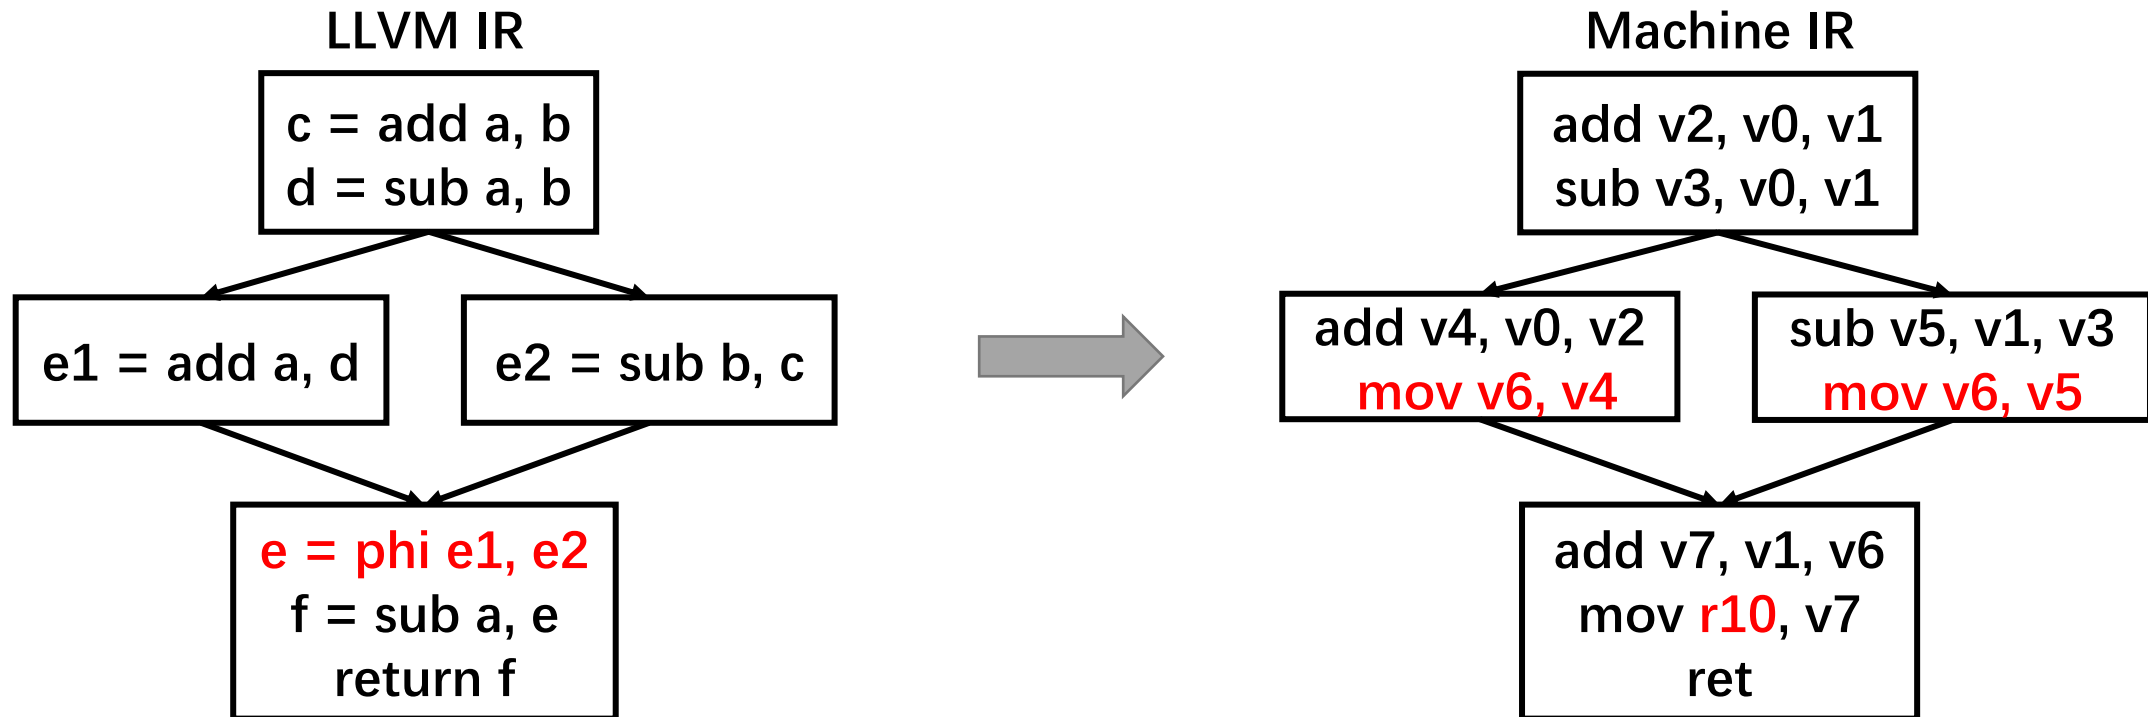 LLVM IR
c = add a, b
d = sub a, b
e1 = add a, d
e2 = sub b, c
e = phi e1, e2
f = sub a, e
return f
Machine IR
add v2, v0, v1
sub v3, v0, v1
add v4, v0, v2
mov v6, v4
sub v5, v1, v3
mov v6, v5
add v7, v1, v6
mov r10, v7
ret